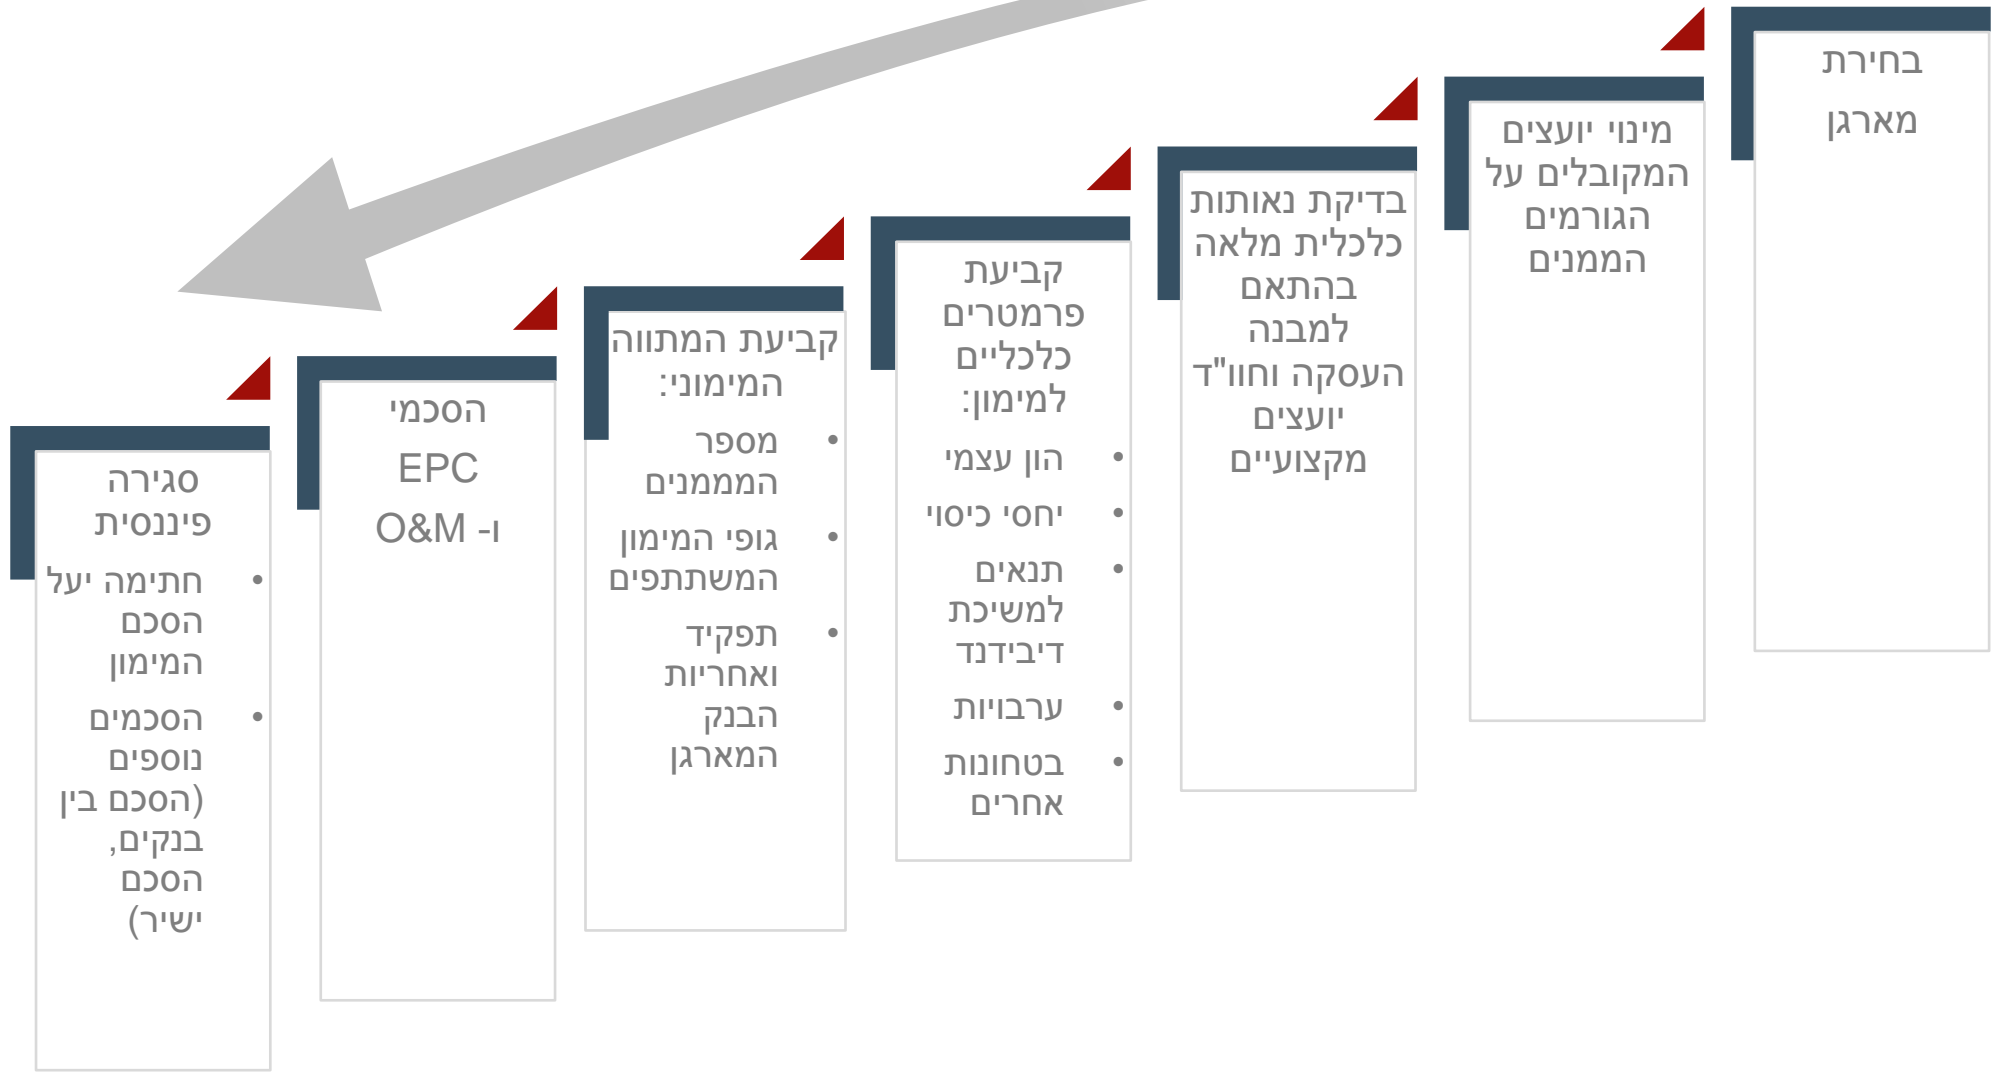 בחירת
מארגן
מינוי יועצים
המקובלים על
הגורמים
הממנים
בדיקת נאותות
כלכלית מלאה
בהתאם
למבנה
העסקה וחוו"ד
יועצים
מקצועיים
קביעת
פרמטרים
כלכליים
למימון:
• הון עצמי
• יחסי כיסוי
• תנאים
למשיכת
דיבידנד
• ערבויות
• בטחונות
אחרים
קביעת המתווה
המימוני:
• מספר
המממנים
• גופי המימון
המשתתפים
• תפקיד
ואחריות
הבנק
המארגן
הסכמי
EPC
ו- O&M
סגירה
פיננסית
• חתימה יעל
הסכם
המימון
• הסכמים
נוספים
(הסכם בין
בנקים,
הסכם
ישיר)